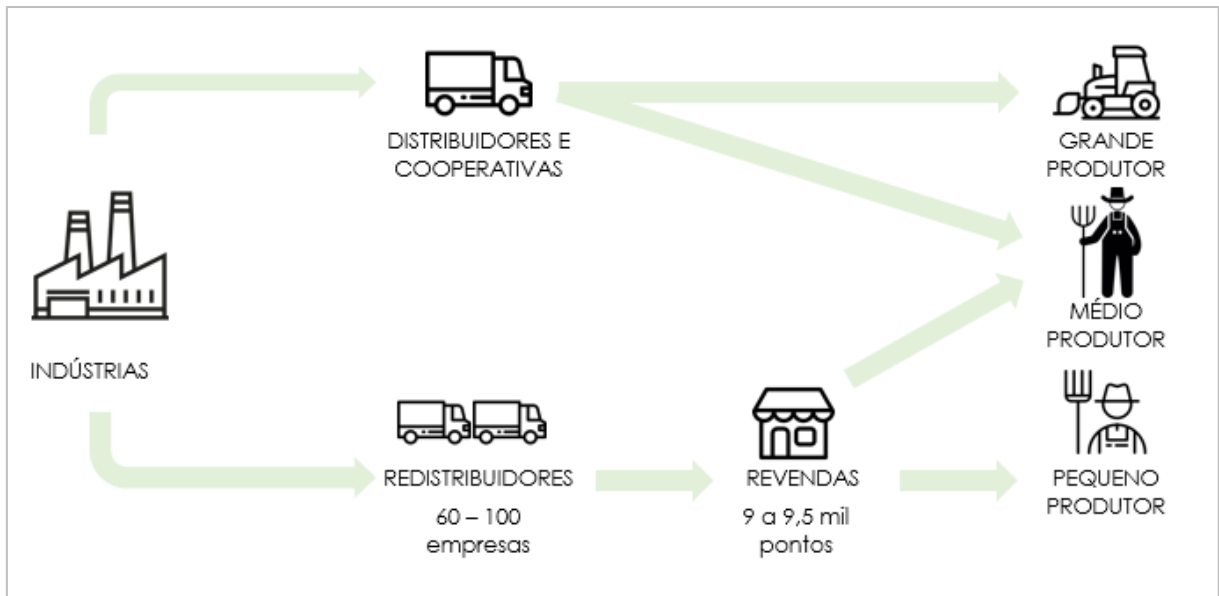 DISTRIBUIDORES E
COOPERATIVAS
GRANDE
PRODUTOR
MÉDIO
PRODUTOR
INDÚSTRIAS
REDISTRIBUIDORES
60 – 100
empresas
REVENDAS
9 a 9,5 mil
pontos
PEQUENO
PRODUTOR